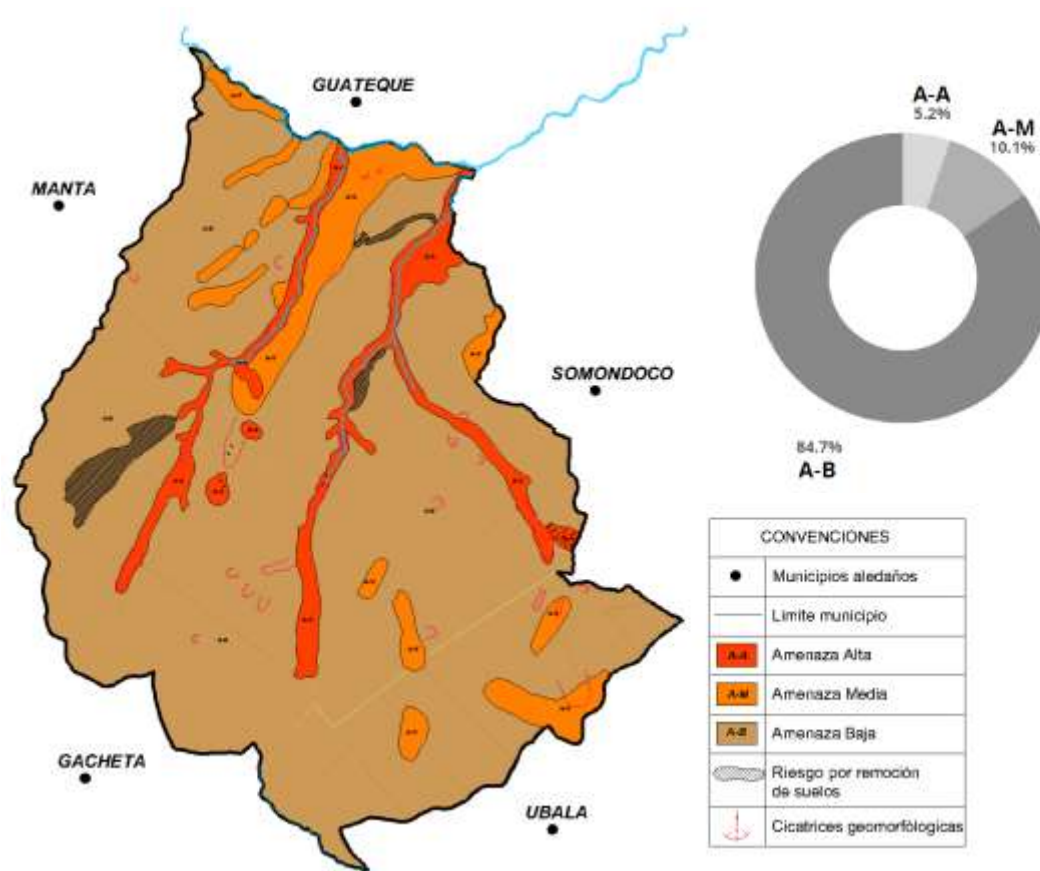 GUATEQUE
MANTA
SOMONDOCO
GACHETA
UBALA
A-A
5.2%
A-M
10.1%
84.7%
A-B
CONVENCIONES
Municipios aledaños
Limite municipio
A-A Amenaza Alta
A-M Amenaza Media
A-B Amenaza Baja
Riesgo por remoción
de suelos
Cicatrices geomorfòlogicas